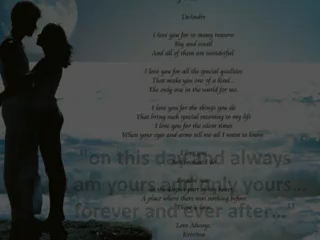 DeAndre
I love you for so many reasons
Big and small
And all of them wonderful
I love you for all the special qualities
That make you one of a kind...
The only one in the world for me.
I love you for the things you do
That bring such special meaning to my life
I love you for the silent times
When your eyes and arms tell me all I want to know
"on this day and always
am yours and only yours...
A place where there was nothing before
forever and ever after..."
Love Always,